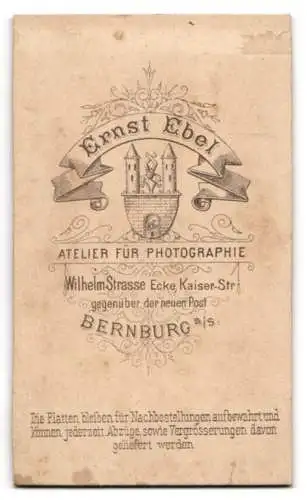 Ernst Ebel
ATELIER FÜR PHOTOGRAPHIE
Wilhelm-Strasse Ecke Kaiser-Str.
gegenüber der neuen Post
BERNBURG a/S.
Die Platten bleiben für Nachbestellungen aufbewahrt und
können jederzeit Abzüge, sowie Vergrösserungen davon
geliefert werden.